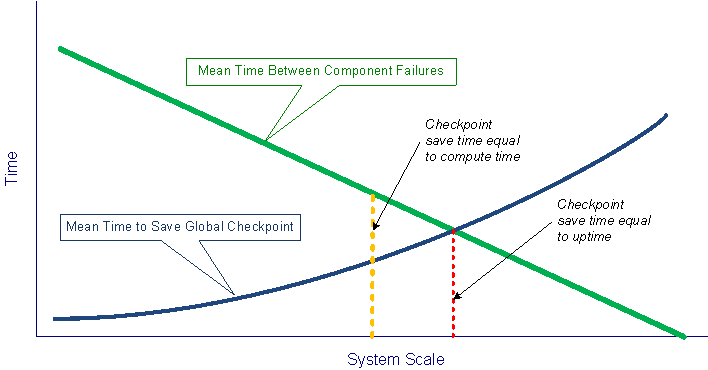 Mean Time Between Component Failures
Checkpoint
save time equal
to compute time
Time
Checkpoint
save time equal
to uptime
Mean Time to Save Global Checkpoint
System Scale